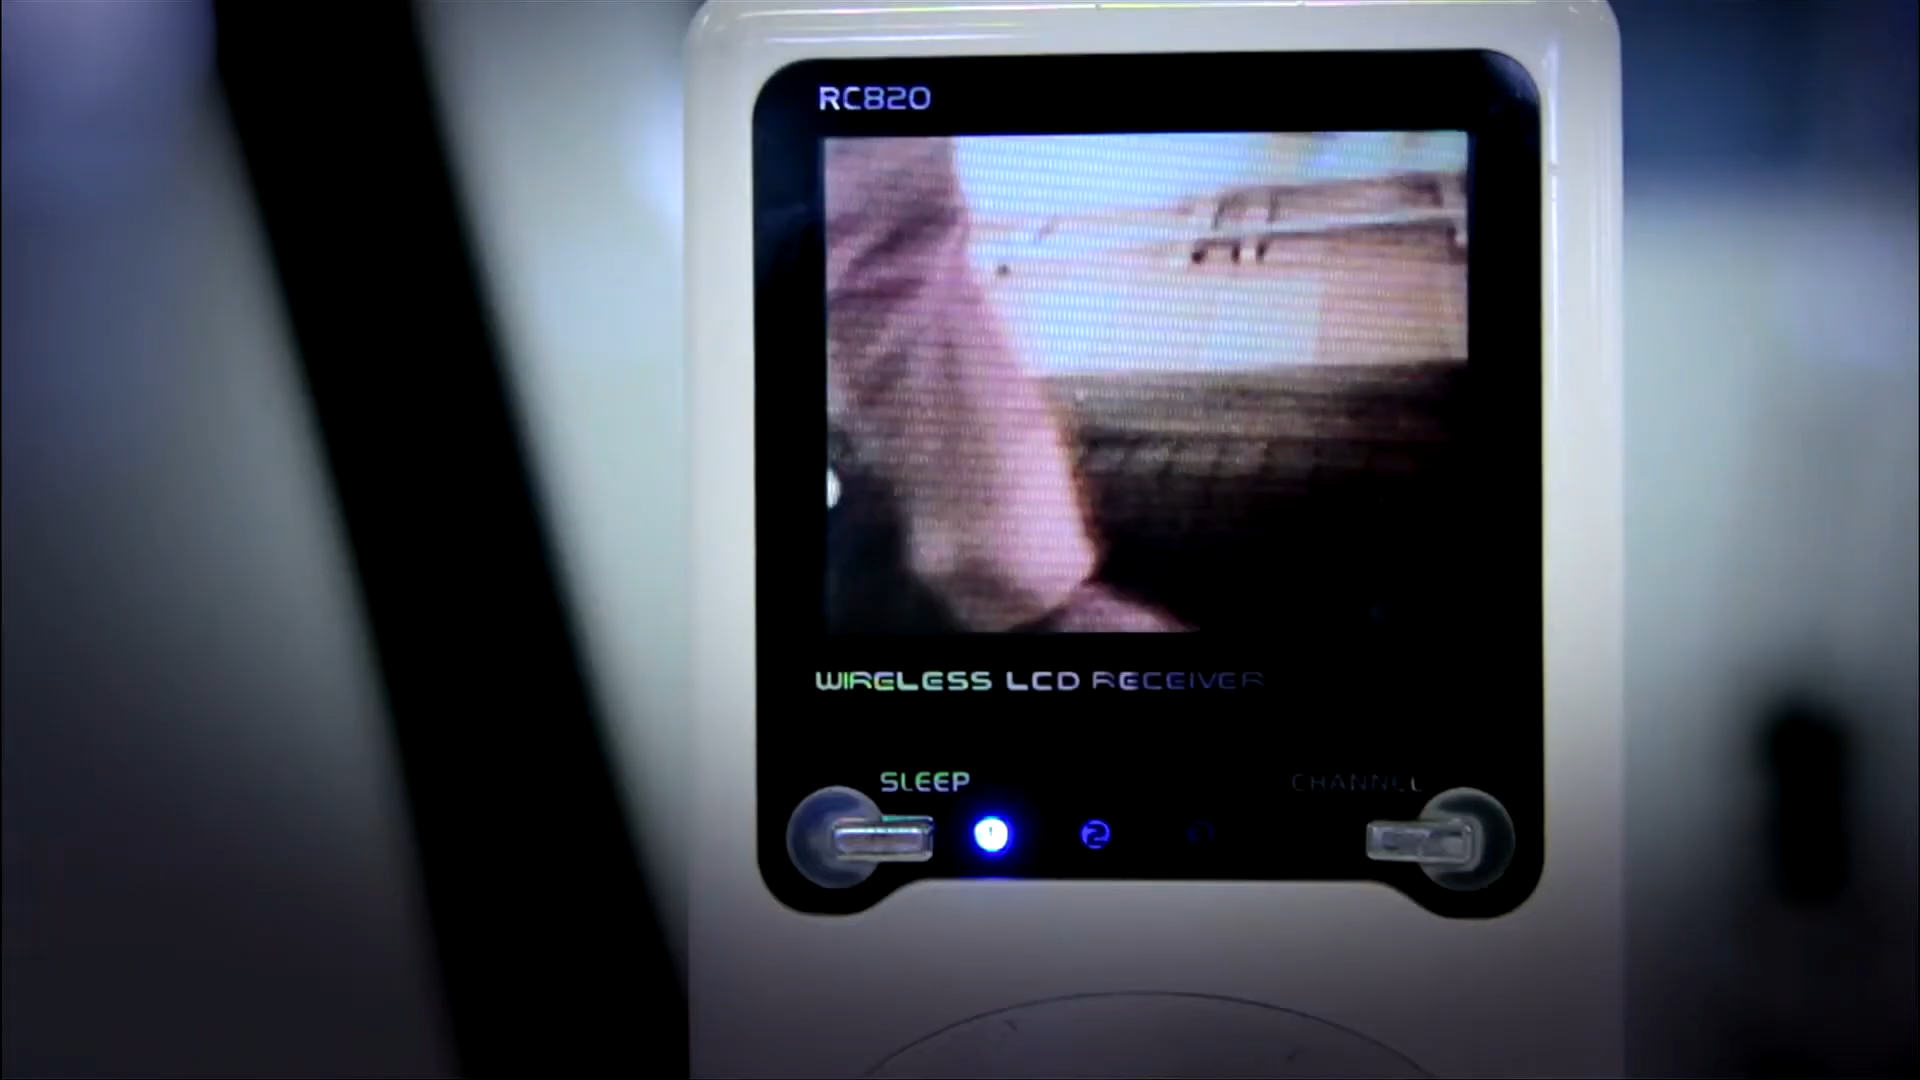 RC820
WIRELESS LCD RECEIVER
SLEEP
CHANNEL
1 2